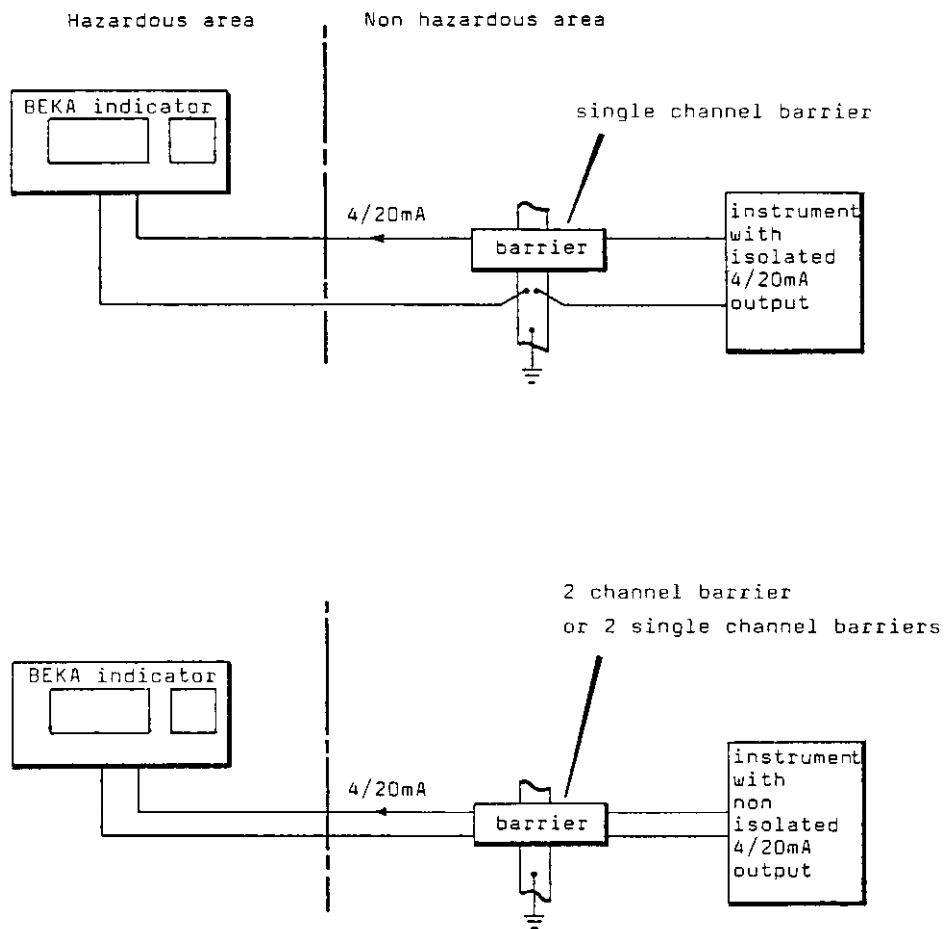 Hazardous area
Non hazardous area
BEKA indicator
single channel barrier
4/20mA
barrier
instrument
with
isolated
4/20mA
output
2 channel barrier
or 2 single channel barriers
BEKA indicator
4/20mA
barrier
instrument
with
non
isolated
4/20mA
output